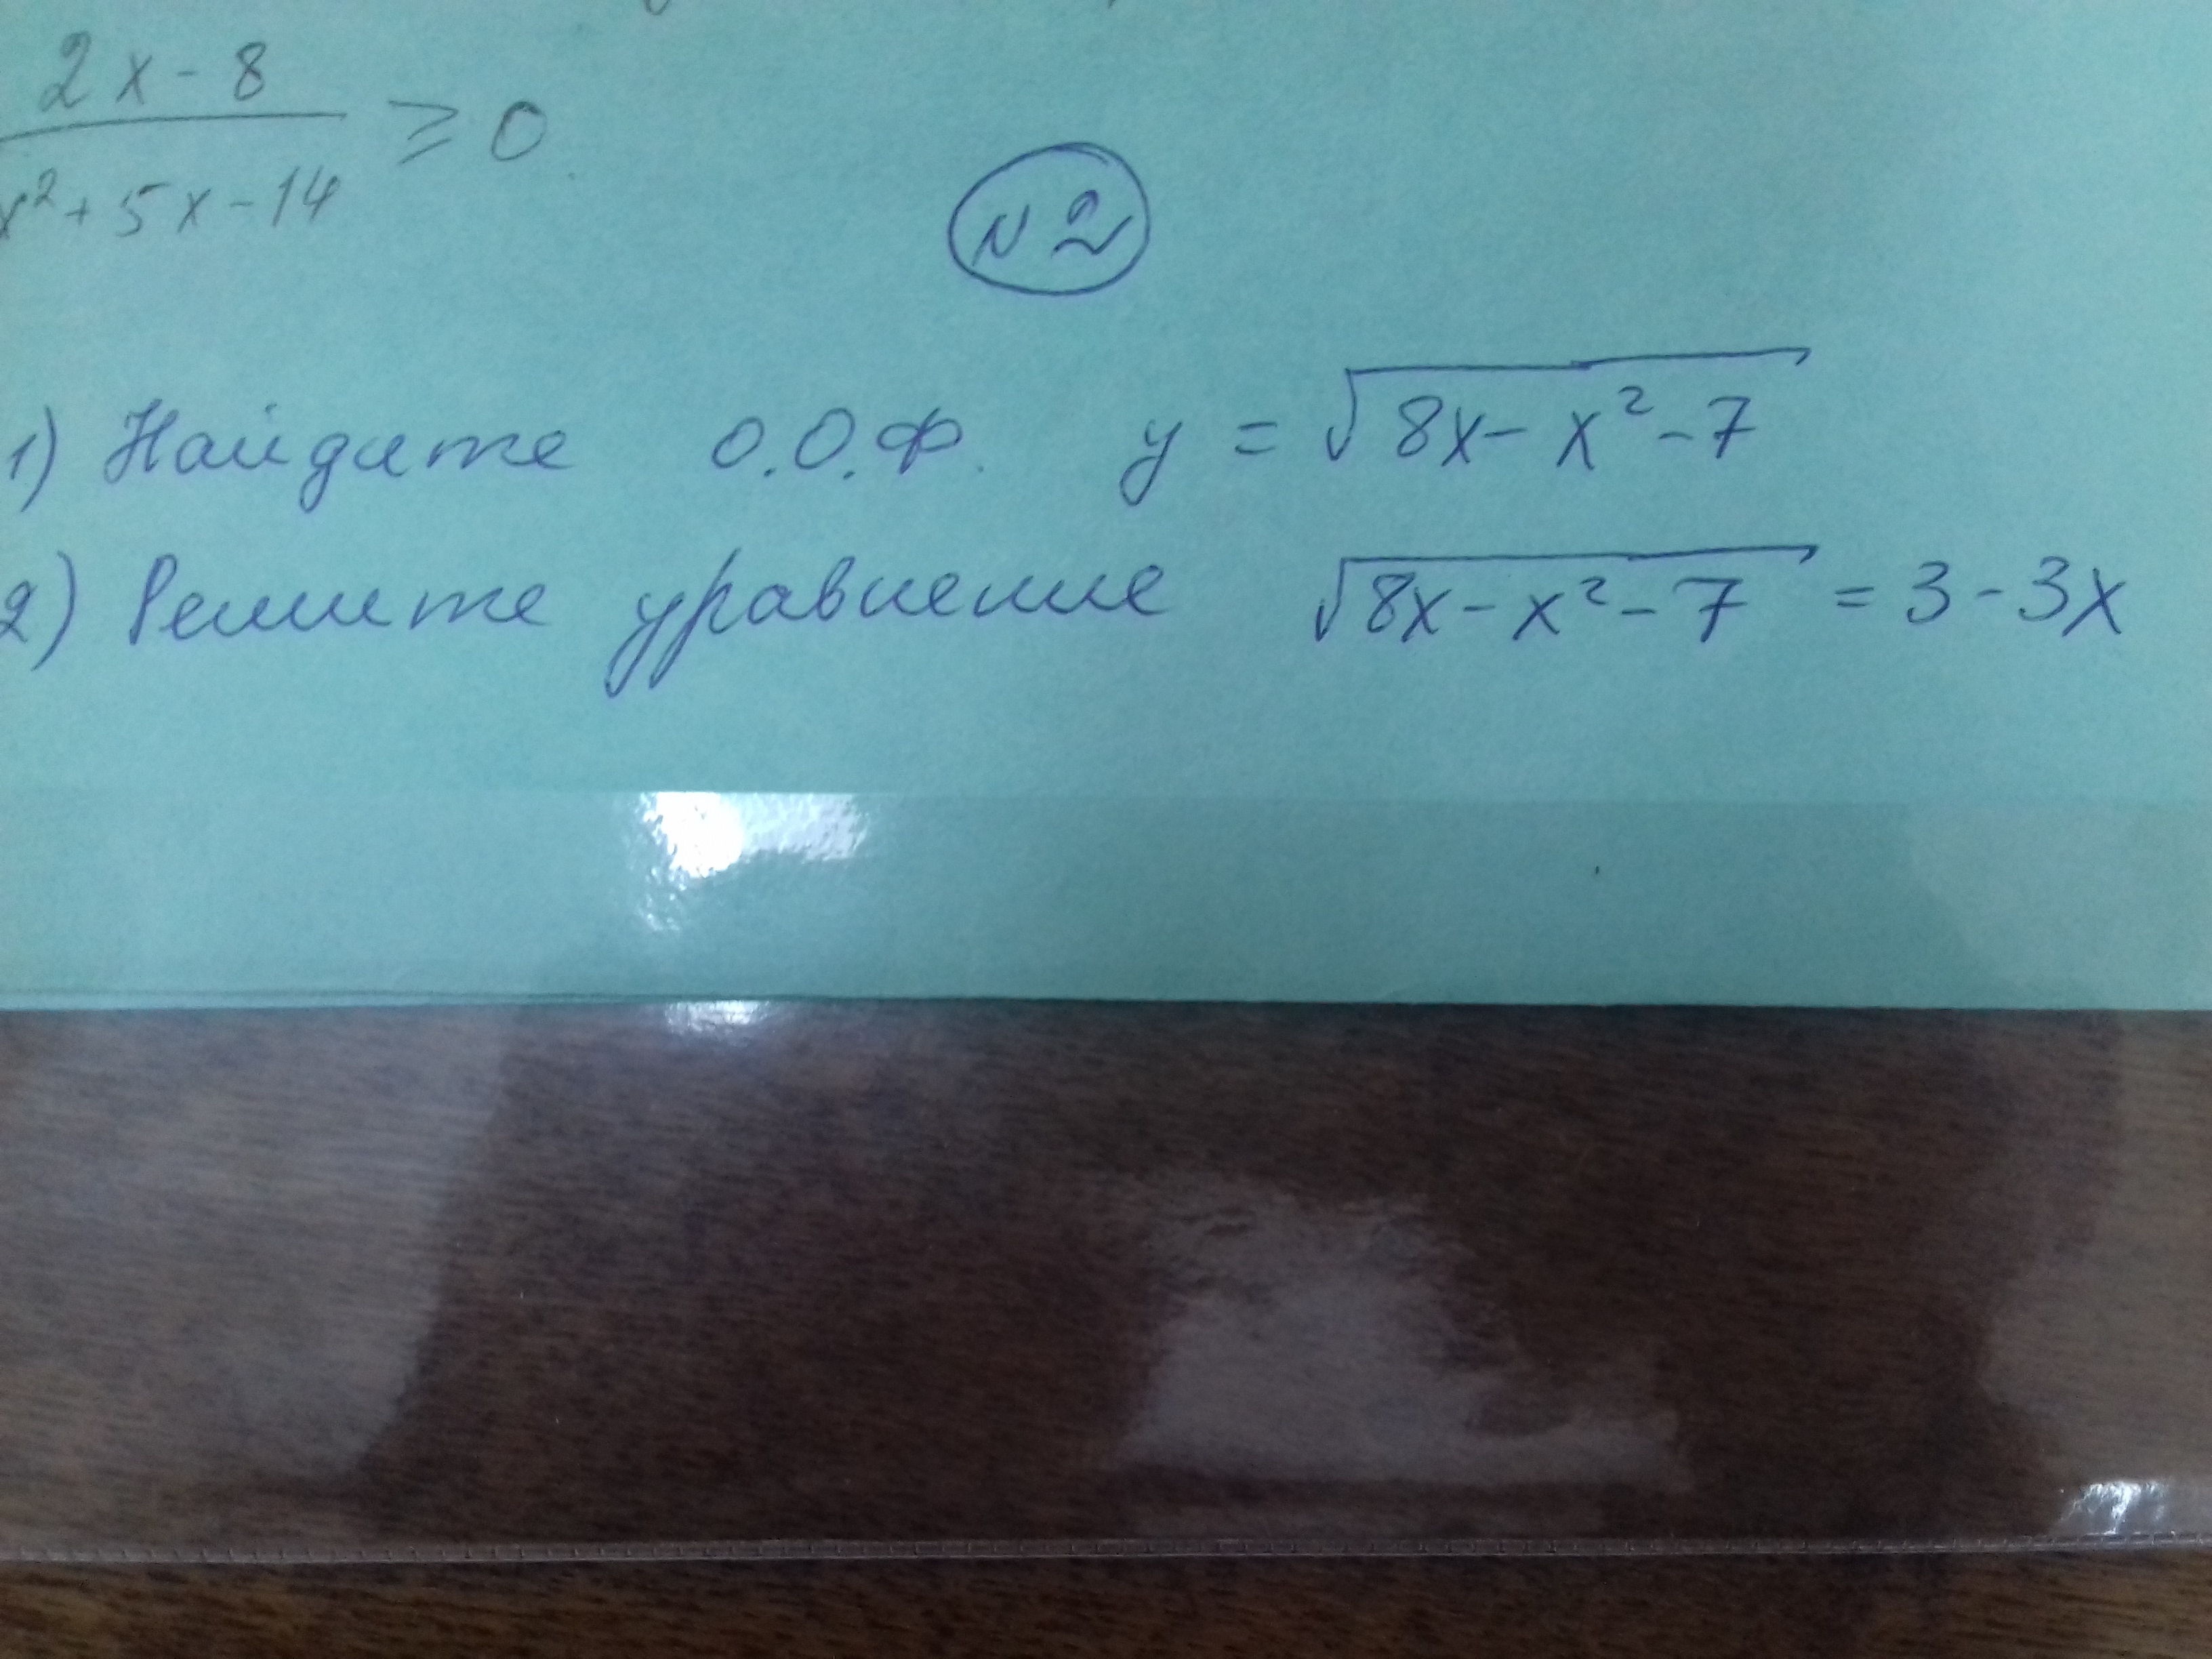 2x-8
x²+5x-14 ≥ 0
N2
1) Найдите О.О.Ф. y = √8x-x²-7
2) Решите уравнение √8x-x²-7 = 3-3x